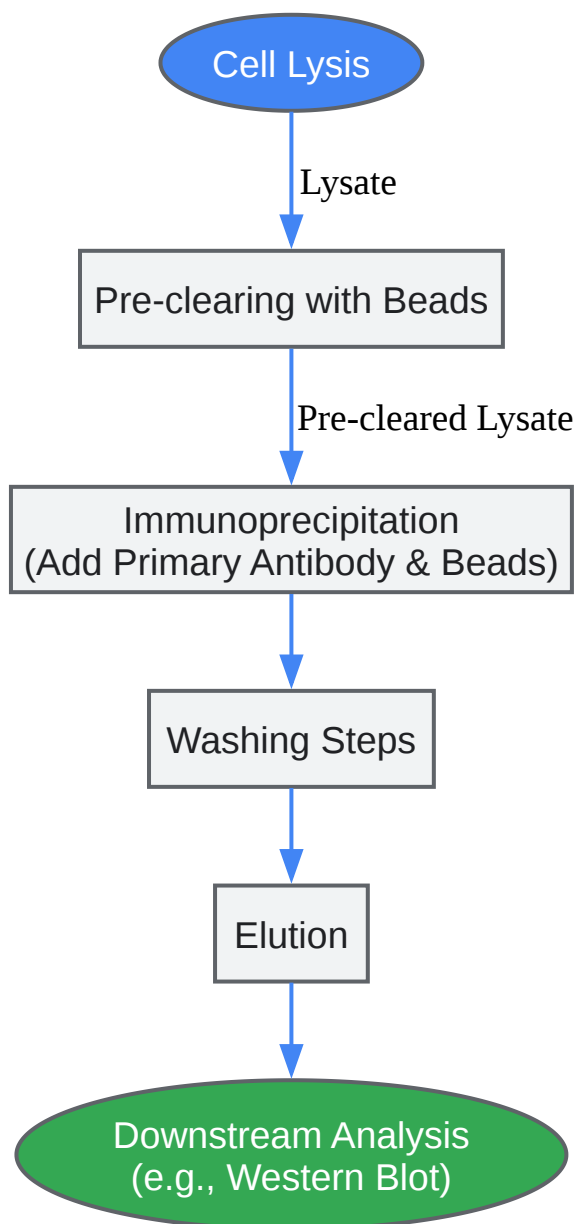 Cell Lysis
Lysate
Pre-clearing with Beads
Pre-cleared Lysate
Immunoprecipitation
(Add Primary Antibody & Beads)
Washing Steps
Elution
Downstream Analysis
(e.g., Western Blot)